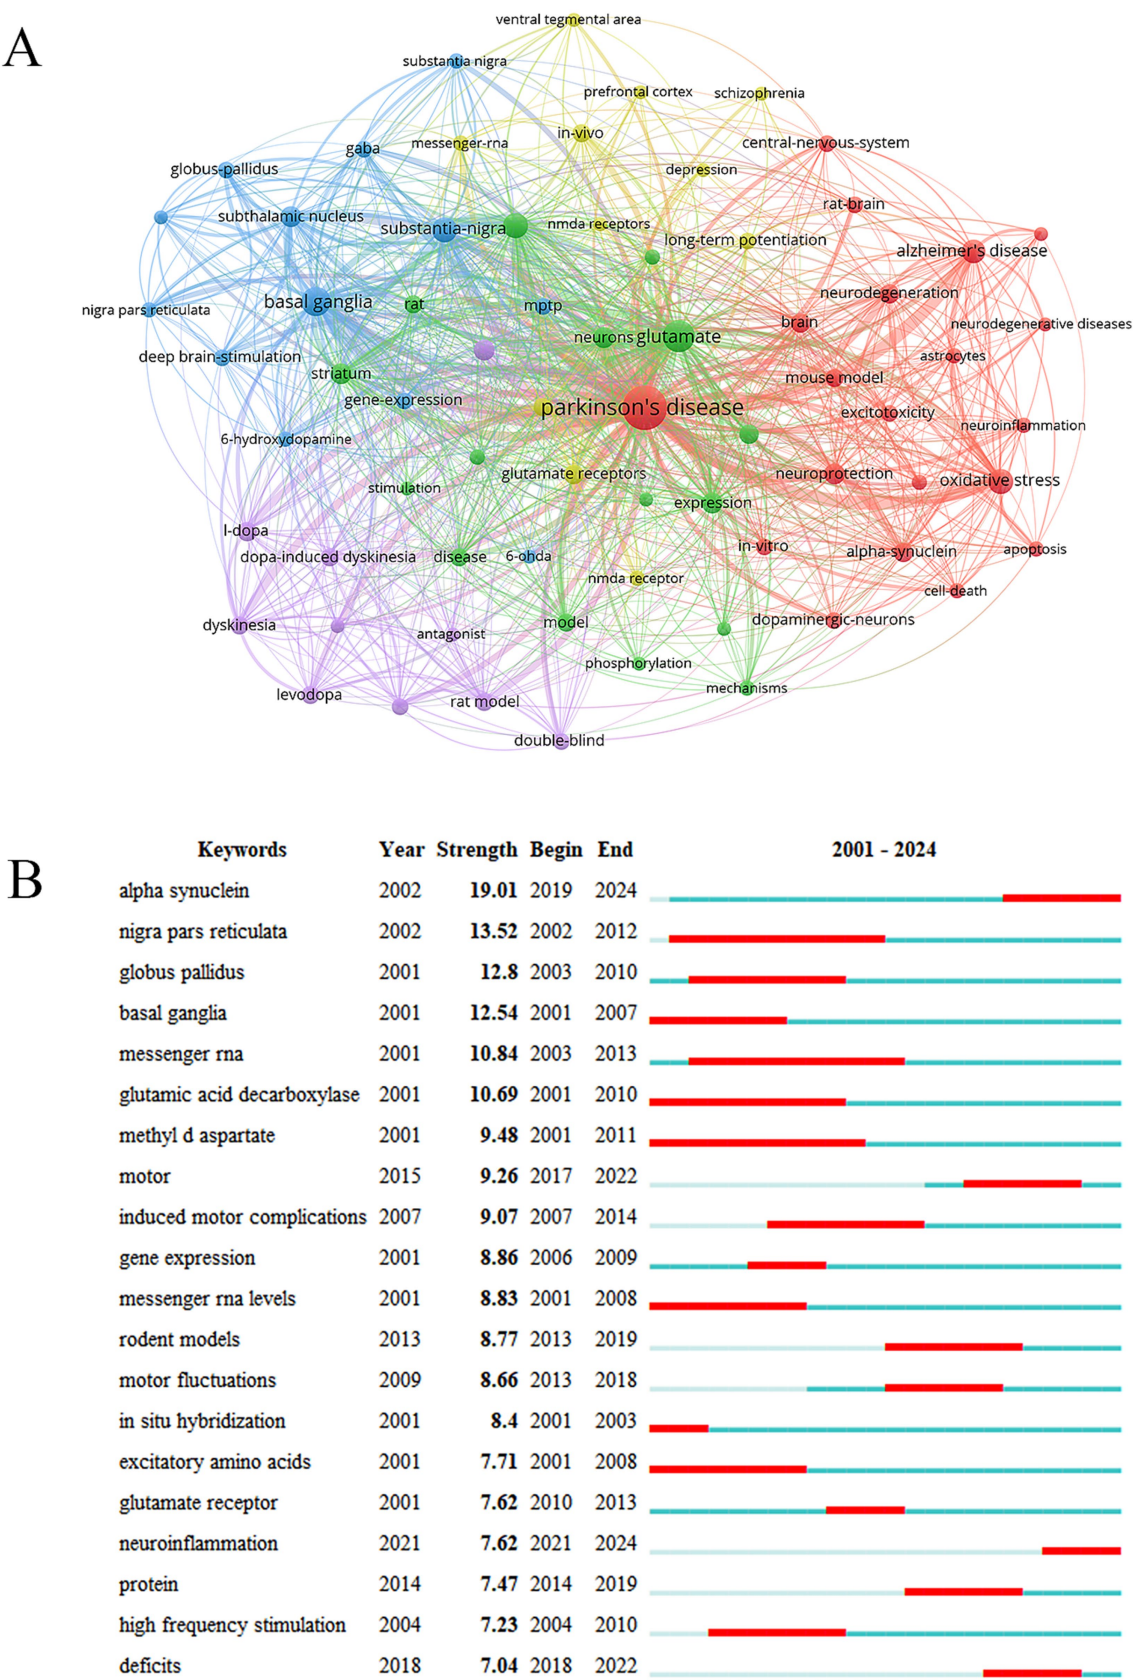 A
ventral tegmental area
substantia nigra
prefrontal cortex
schizophrenia
in-vivo
messenger-rna
central-nervous-system
gaba
globus-pallidus
depression
rat-brain
subthalamic nucleus
substantia-nigra
nmda receptors
long-term potentiation
alzheimer's disease
neurodegeneration
basal ganglia
rat
mptp
nigra pars reticulata
brain
neurodegenerative diseases
neurons
glutamate
deep brain-stimulation
astrocytes
striatum
mouse model
gene-expression
parkinson's disease
excitotoxicity
neuroinflammation
6-hydroxydopamine
glutamate receptors
neuroprotection
oxidative stress
stimulation
expression
l-dopa
in-vitro
alpha-synuclein
apoptosis
dopa-induced dyskinesia
disease
6-ohda
nmda receptor
cell-death
dyskinesia
antagonist
model
dopaminergic-neurons
phosphorylation
mechanisms
levodopa
rat model
double-blind
B
Keywords Year Strength Begin End 2001 - 2024
alpha synuclein 2002 19.01 2019 2024
nigra pars reticulata 2002 13.52 2002 2012
globus pallidus 2001 12.8 2003 2010
basal ganglia 2001 12.54 2001 2007
messenger rna 2001 10.84 2003 2013
glutamic acid decarboxylase 2001 10.69 2001 2010
methyl d aspartate 2001 9.48 2001 2011
motor 2015 9.26 2017 2022
induced motor complications 2007 9.07 2007 2014
gene expression 2001 8.86 2006 2009
messenger rna levels 2001 8.83 2001 2008
rodent models 2013 8.77 2013 2019
motor fluctuations 2009 8.66 2013 2018
in situ hybridization 2001 8.4 2001 2003
excitatory amino acids 2001 7.71 2001 2008
glutamate receptor 2001 7.62 2010 2013
neuroinflammation 2021 7.62 2021 2024
protein 2014 7.47 2014 2019
high frequency stimulation 2004 7.23 2004 2010
deficits 2018 7.04 2018 2022